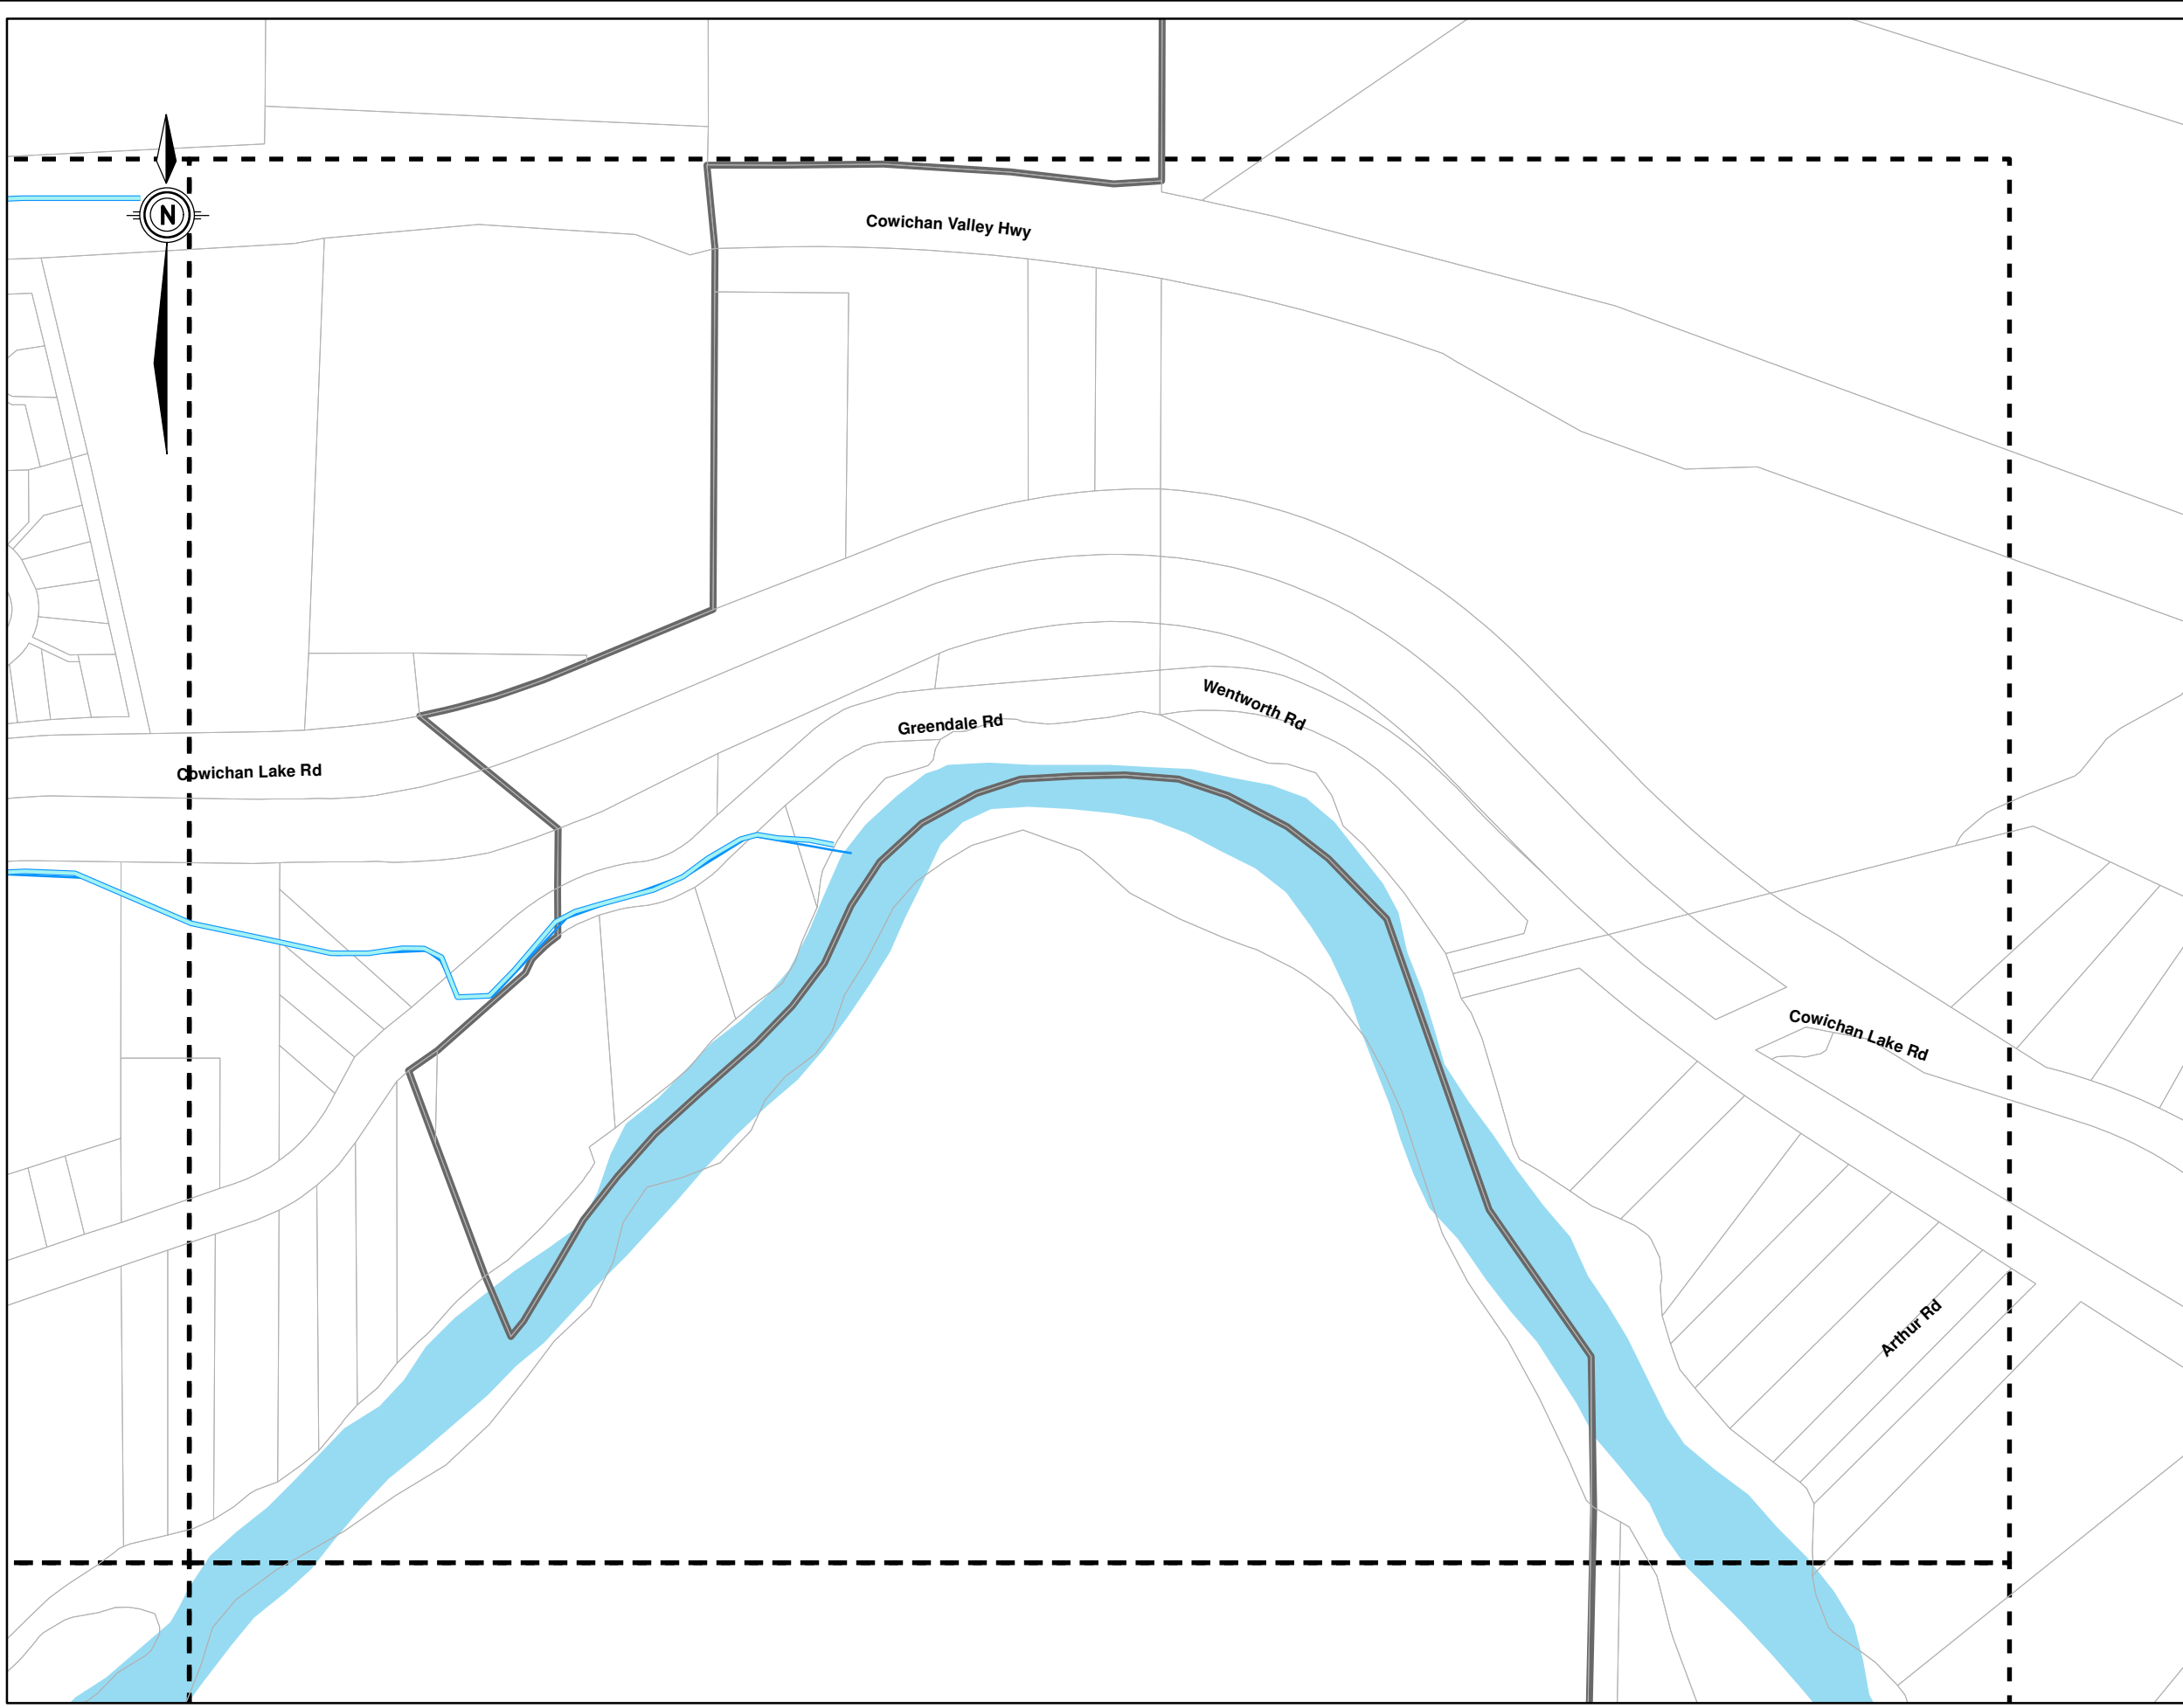 N
Cowichan Valley Hwy
Wentworth Rd
Greendale Rd
Cowichan Lake Rd
Cowichan Lake Rd
Arthur Rd